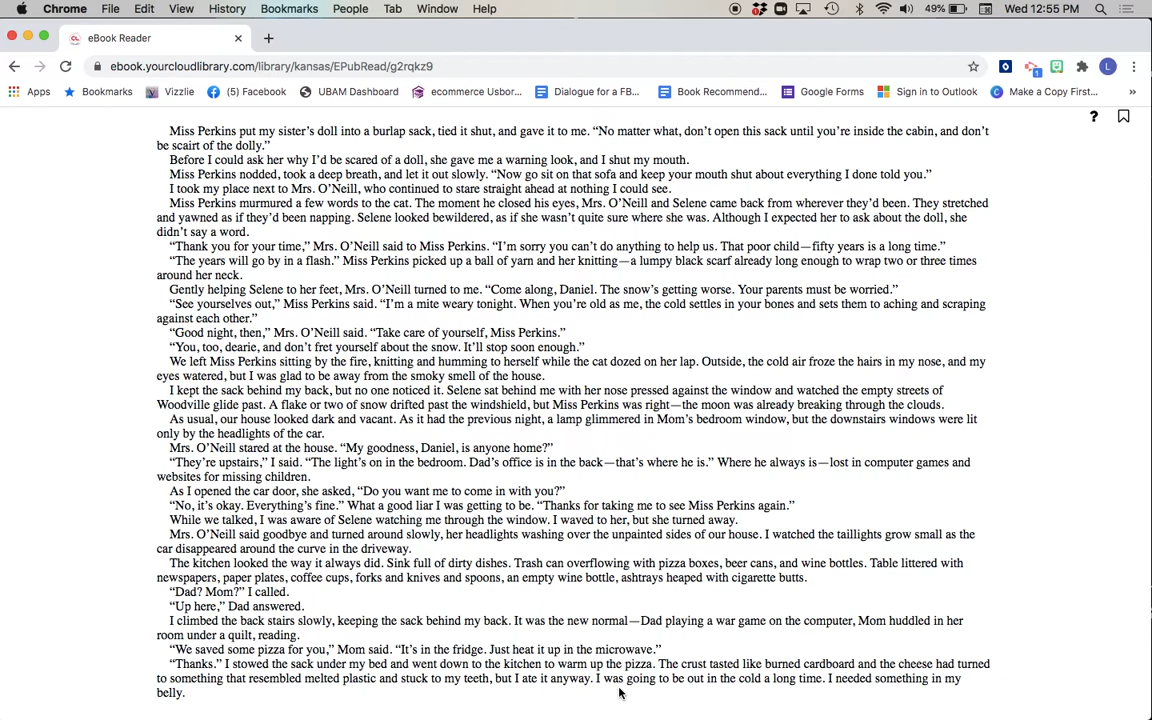 Chrome File Edit View History Bookmarks People Tab Window Help 49% Wed 12:55 PM
eBook Reader
ebook.yourcloudlibrary.com/library/kansas/EPubRead/g2rqkz9 L
Apps Bookmarks Vizzlie (5) Facebook UBAM Dashboard ecommerce Usbor... Dialogue for a FB... Book Recommend... Google Forms Sign in to Outlook Make a Copy First... »
?
Miss Perkins put my sister’s doll into a burlap sack, tied it shut, and gave it to me. “No matter what, don’t open this sack until you’re inside the cabin, and don’t
be scairt of the dolly.”
Before I could ask her why I’d be scared of a doll, she gave me a warning look, and I shut my mouth.
Miss Perkins nodded, took a deep breath, and let it out slowly. “Now go sit on that sofa and keep your mouth shut about everything I done told you.”
I took my place next to Mrs. O’Neill, who continued to stare straight ahead at nothing I could see.
Miss Perkins murmured a few words to the cat. The moment he closed his eyes, Mrs. O’Neill and Selene came back from wherever they’d been. They stretched
and yawned as if they’d been napping. Selene looked bewildered, as if she wasn’t quite sure where she was. Although I expected her to ask about the doll, she
didn’t say a word.
“Thank you for your time,” Mrs. O’Neill said to Miss Perkins. “I’m sorry you can’t do anything to help us. That poor child—fifty years is a long time.”
“The years will go by in a flash.” Miss Perkins picked up a ball of yarn and her knitting—a lumpy black scarf already long enough to wrap two or three times
around her neck.
Gently helping Selene to her feet, Mrs. O’Neill turned to me. “Come along, Daniel. The snow’s getting worse. Your parents must be worried.”
“See yourselves out,” Miss Perkins said. “I’m a mite weary tonight. When you’re old as me, the cold settles in your bones and sets them to aching and scraping
against each other.”
“Good night, then,” Mrs. O’Neill said. “Take care of yourself, Miss Perkins.”
“You, too, dearie, and don’t fret yourself about the snow. It’ll stop soon enough.”
We left Miss Perkins sitting by the fire, knitting and humming to herself while the cat dozed on her lap. Outside, the cold air froze the hairs in my nose, and my
eyes watered, but I was glad to be away from the smoky smell of the house.
I kept the sack behind my back, but no one noticed it. Selene sat behind me with her nose pressed against the window and watched the empty streets of
Woodville glide past. A flake or two of snow drifted past the windshield, but Miss Perkins was right—the moon was already breaking through the clouds.
As usual, our house looked dark and vacant. As it had the previous night, a lamp glimmered in Mom’s bedroom window, but the downstairs windows were lit
only by the headlights of the car.
Mrs. O’Neill stared at the house. “My goodness, Daniel, is anyone home?”
“They’re upstairs,” I said. “The light’s on in the bedroom. Dad’s office is in the back—that’s where he is.” Where he always is—lost in computer games and
websites for missing children.
As I opened the car door, she asked, “Do you want me to come in with you?”
“No, it’s okay. Everything’s fine.” What a good liar I was getting to be. “Thanks for taking me to see Miss Perkins again.”
While we talked, I was aware of Selene watching me through the window. I waved to her, but she turned away.
Mrs. O’Neill said goodbye and turned around slowly, her headlights washing over the unpainted sides of our house. I watched the taillights grow small as the
car disappeared around the curve in the driveway.
The kitchen looked the way it always did. Sink full of dirty dishes. Trash can overflowing with pizza boxes, beer cans, and wine bottles. Table littered with
newspapers, paper plates, coffee cups, forks and knives and spoons, an empty wine bottle, ashtrays heaped with cigarette butts.
“Dad? Mom?” I called.
“Up here,” Dad answered.
I climbed the back stairs slowly, keeping the sack behind my back. It was the new normal—Dad playing a war game on the computer, Mom huddled in her
room under a quilt, reading.
“We saved some pizza for you,” Mom said. “It’s in the fridge. Just heat it up in the microwave.”
“Thanks.” I stowed the sack under my bed and went down to the kitchen to warm up the pizza. The crust tasted like burned cardboard and the cheese had turned
to something that resembled melted plastic and stuck to my teeth, but I ate it anyway. I was going to be out in the cold a long time. I needed something in my
belly.